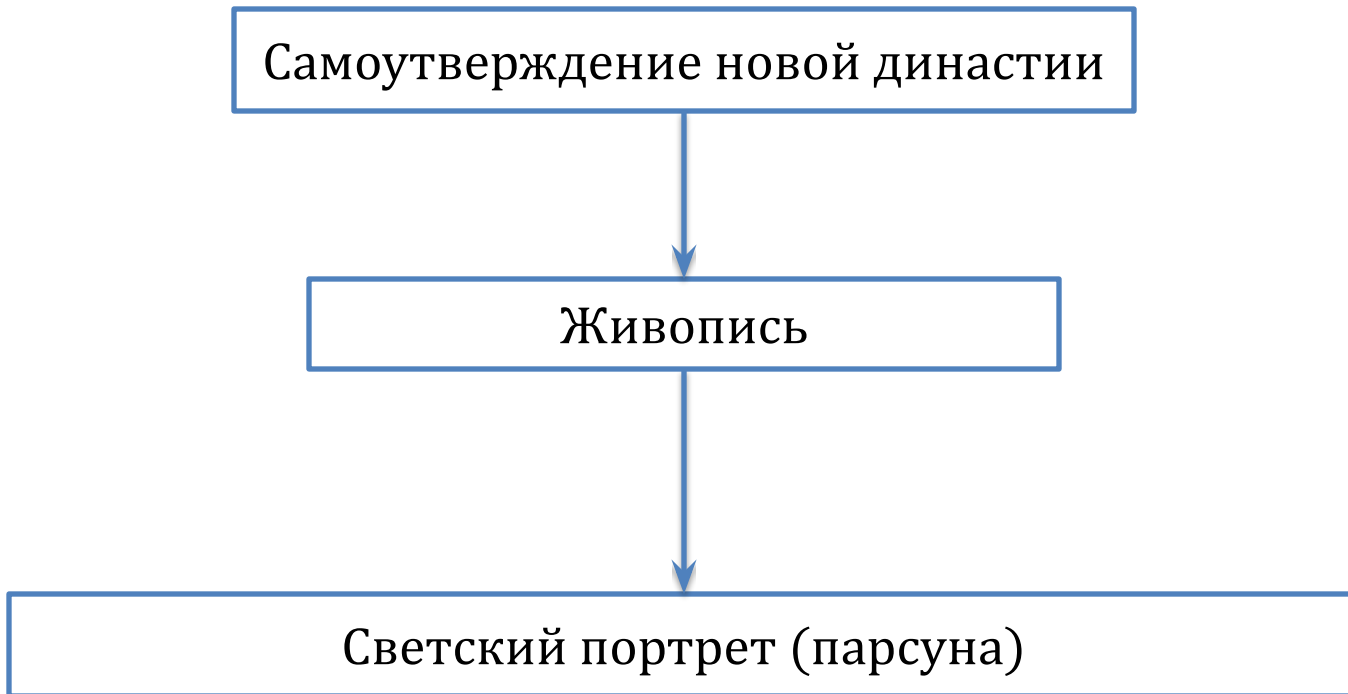 Самоутверждение новой династии
Живопись
Светский портрет (парсуна)